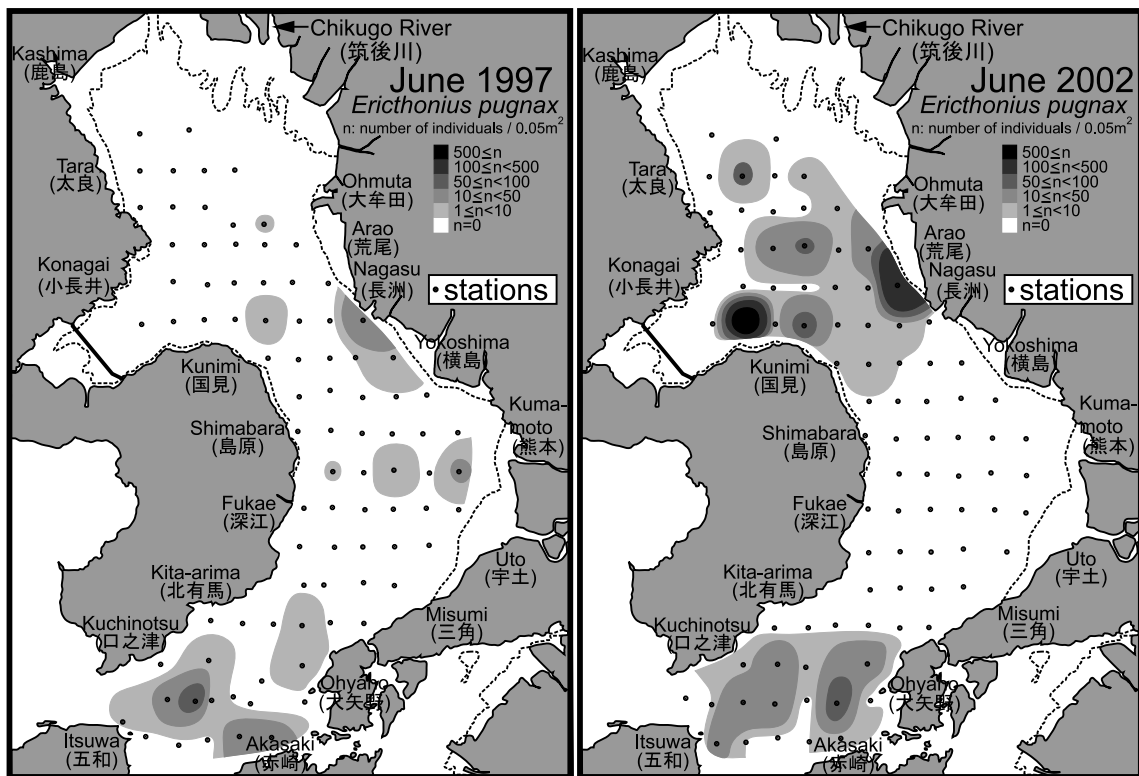 Chikugo River
(筑後川)
Kashima
(鹿島)
June 1997
Ericthonius pugnax
n: number of individuals / 0.05m²
500≤n
100≤n<500
50≤n<100
10≤n<50
1≤n<10
n=0
Tara
(太良)
Ohmuta
(大牟田)
Arao
(荒尾)
Konagai
(小長井)
Nagasu
(長洲)
stations
Yokoshima
(横島)
Kunimi
(国見)
Kuma-
moto
(熊本)
Shimabara
(島原)
Fukae
(深江)
Uto
(宇土)
Kita-arima
(北有馬)
Misumi
(三角)
Kuchinotsu
(口之津)
Ohyano
(大矢野)
Itsuwa
(五和)
Akasaki
(赤崎)
Chikugo River
(筑後川)
Kashima
(鹿島)
June 2002
Ericthonius pugnax
n: number of individuals / 0.05m²
500≤n
100≤n<500
50≤n<100
10≤n<50
1≤n<10
n=0
Tara
(太良)
Ohmuta
(大牟田)
Arao
(荒尾)
Konagai
(小長井)
Nagasu
(長洲)
stations
Yokoshima
(横島)
Kunimi
(国見)
Kuma-
moto
(熊本)
Shimabara
(島原)
Fukae
(深江)
Uto
(宇土)
Kita-arima
(北有馬)
Misumi
(三角)
Kuchinotsu
(口之津)
Ohyano
(大矢野)
Itsuwa
(五和)
Akasaki
(赤崎)